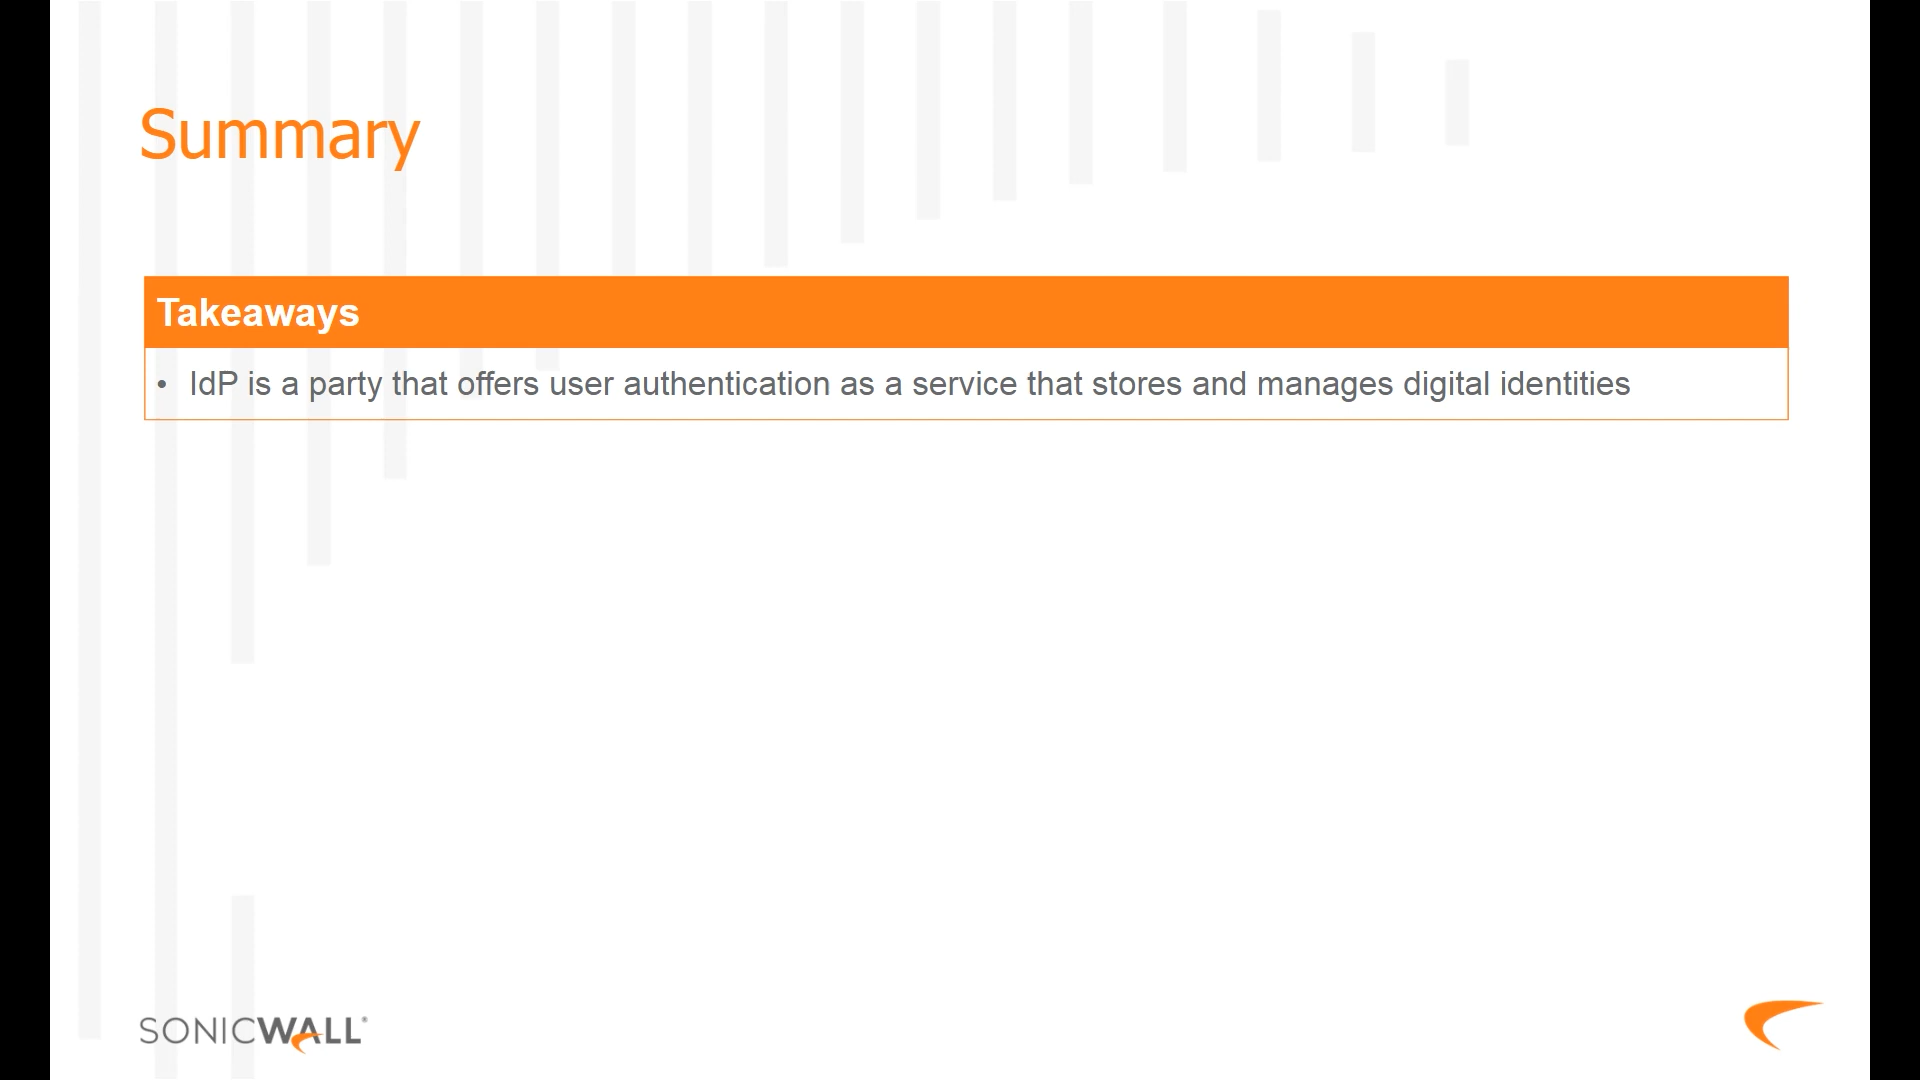 Summary
Takeaways
• IdP is a party that offers user authentication as a service that stores and manages digital identities
SONICWALL®